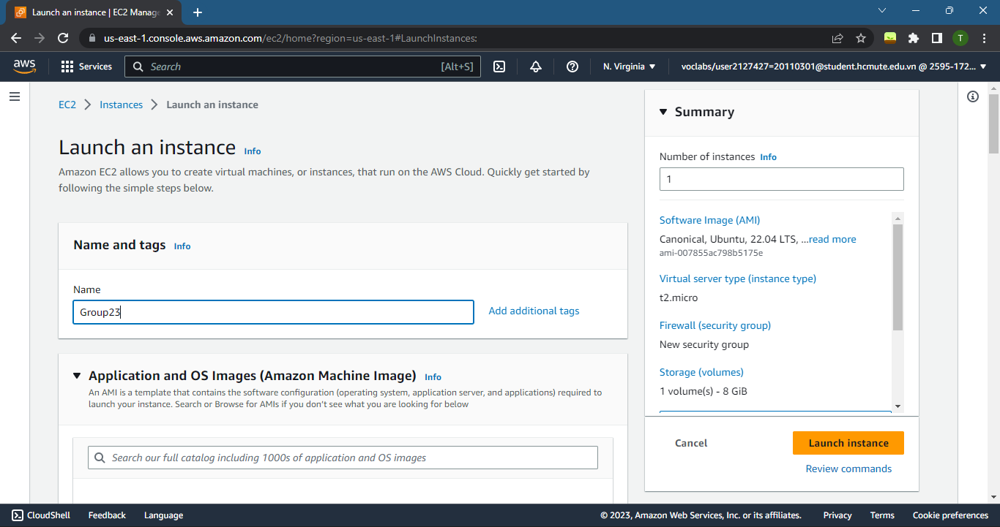 Launch an instance | EC2 Manage
us-east-1.console.aws.amazon.com/ec2/home?region=us-east-1#LaunchInstances:
T
aws
Services
Search
[Alt+S]
N. Virginia
voclabs/user2127427=20110301@student.hcmute.edu.vn @ 2595-172...
EC2
Instances
Launch an instance
Launch an instance Info
Amazon EC2 allows you to create virtual machines, or instances, that run on the AWS Cloud. Quickly get started by
following the simple steps below.
Name and tags Info
Name
Group23
Add additional tags
Application and OS Images (Amazon Machine Image) Info
An AMI is a template that contains the software configuration (operating system, application server, and applications) required to
launch your instance. Search or Browse for AMIs if you don't see what you are looking for below
Search our full catalog including 1000s of application and OS images
Summary
Number of instances Info
1
Software Image (AMI)
Canonical, Ubuntu, 22.04 LTS, ...read more
ami-007855ac798b5175e
Virtual server type (instance type)
t2.micro
Firewall (security group)
New security group
Storage (volumes)
1 volume(s) - 8 GiB
Cancel
Launch instance
Review commands
CloudShell
Feedback
Language
© 2023, Amazon Web Services, Inc. or its affiliates.
Privacy
Terms
Cookie preferences